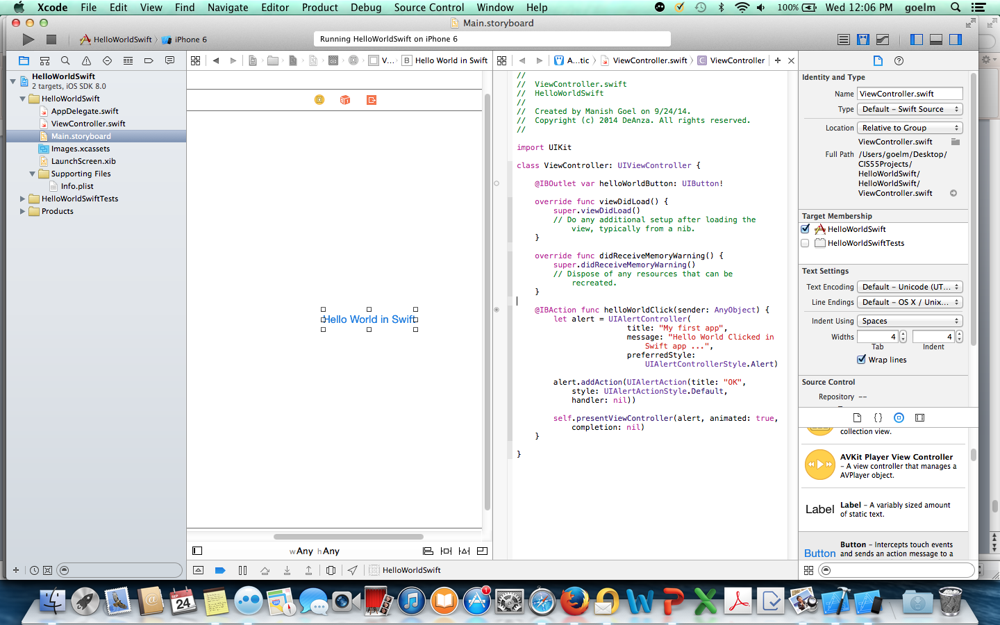 Xcode File Edit View Find Navigate Editor Product Debug Source Control Window Help 100% Wed 12:06 PM goelm
Main.storyboard
HelloWorldSwift iPhone 6
Running HelloWorldSwift on iPhone 6
V... B Hello World in Swift
A...tic ViewController.swift C ViewController
HelloWorldSwift
2 targets, iOS SDK 8.0
HelloWorldSwift
AppDelegate.swift
ViewController.swift
Main.storyboard
Images.xcassets
LaunchScreen.xib
Supporting Files
Info.plist
HelloWorldSwiftTests
Products
Hello World in Swift
wAny hAny
//
// ViewController.swift
// HelloWorldSwift
//
// Created by Manish Goel on 9/24/14.
// Copyright (c) 2014 DeAnza. All rights reserved.
//
import UIKit
class ViewController: UIViewController {
@IBOutlet var helloWorldButton: UIButton!
override func viewDidLoad() {
super.viewDidLoad()
// Do any additional setup after loading the
view, typically from a nib.
}
override func didReceiveMemoryWarning() {
super.didReceiveMemoryWarning()
// Dispose of any resources that can be
recreated.
}
@IBAction func helloWorldClick(sender: AnyObject) {
let alert = UIAlertController(
title: "My first app",
message: "Hello World Clicked in
Swift app ...",
preferredStyle:
UIAlertControllerStyle.Alert)
alert.addAction(UIAlertAction(title: "OK",
style: UIAlertActionStyle.Default,
handler: nil))
self.presentViewController(alert, animated: true,
completion: nil)
}
}
HelloWorldSwift
Identity and Type
Name ViewController.swift
Type Default - Swift Source
Location Relative to Group
ViewController.swift
Full Path /Users/goelm/Desktop/
CIS55Projects/
HelloWorldSwift/
HelloWorldSwift/
ViewController.swift
Target Membership
HelloWorldSwift
HelloWorldSwiftTests
Text Settings
Text Encoding Default - Unicode (UT...
Line Endings Default - OS X / Unix...
Indent Using Spaces
Widths 4 4
Tab Indent
Wrap lines
Source Control
Repository --
{}
collection view.
AVKit Player View Controller
- A view controller that manages a
AVPlayer object.
Label Label - A variably sized amount
of static text.
Button Button - Intercepts touch events
and sends an action message to a
SEP
24
1